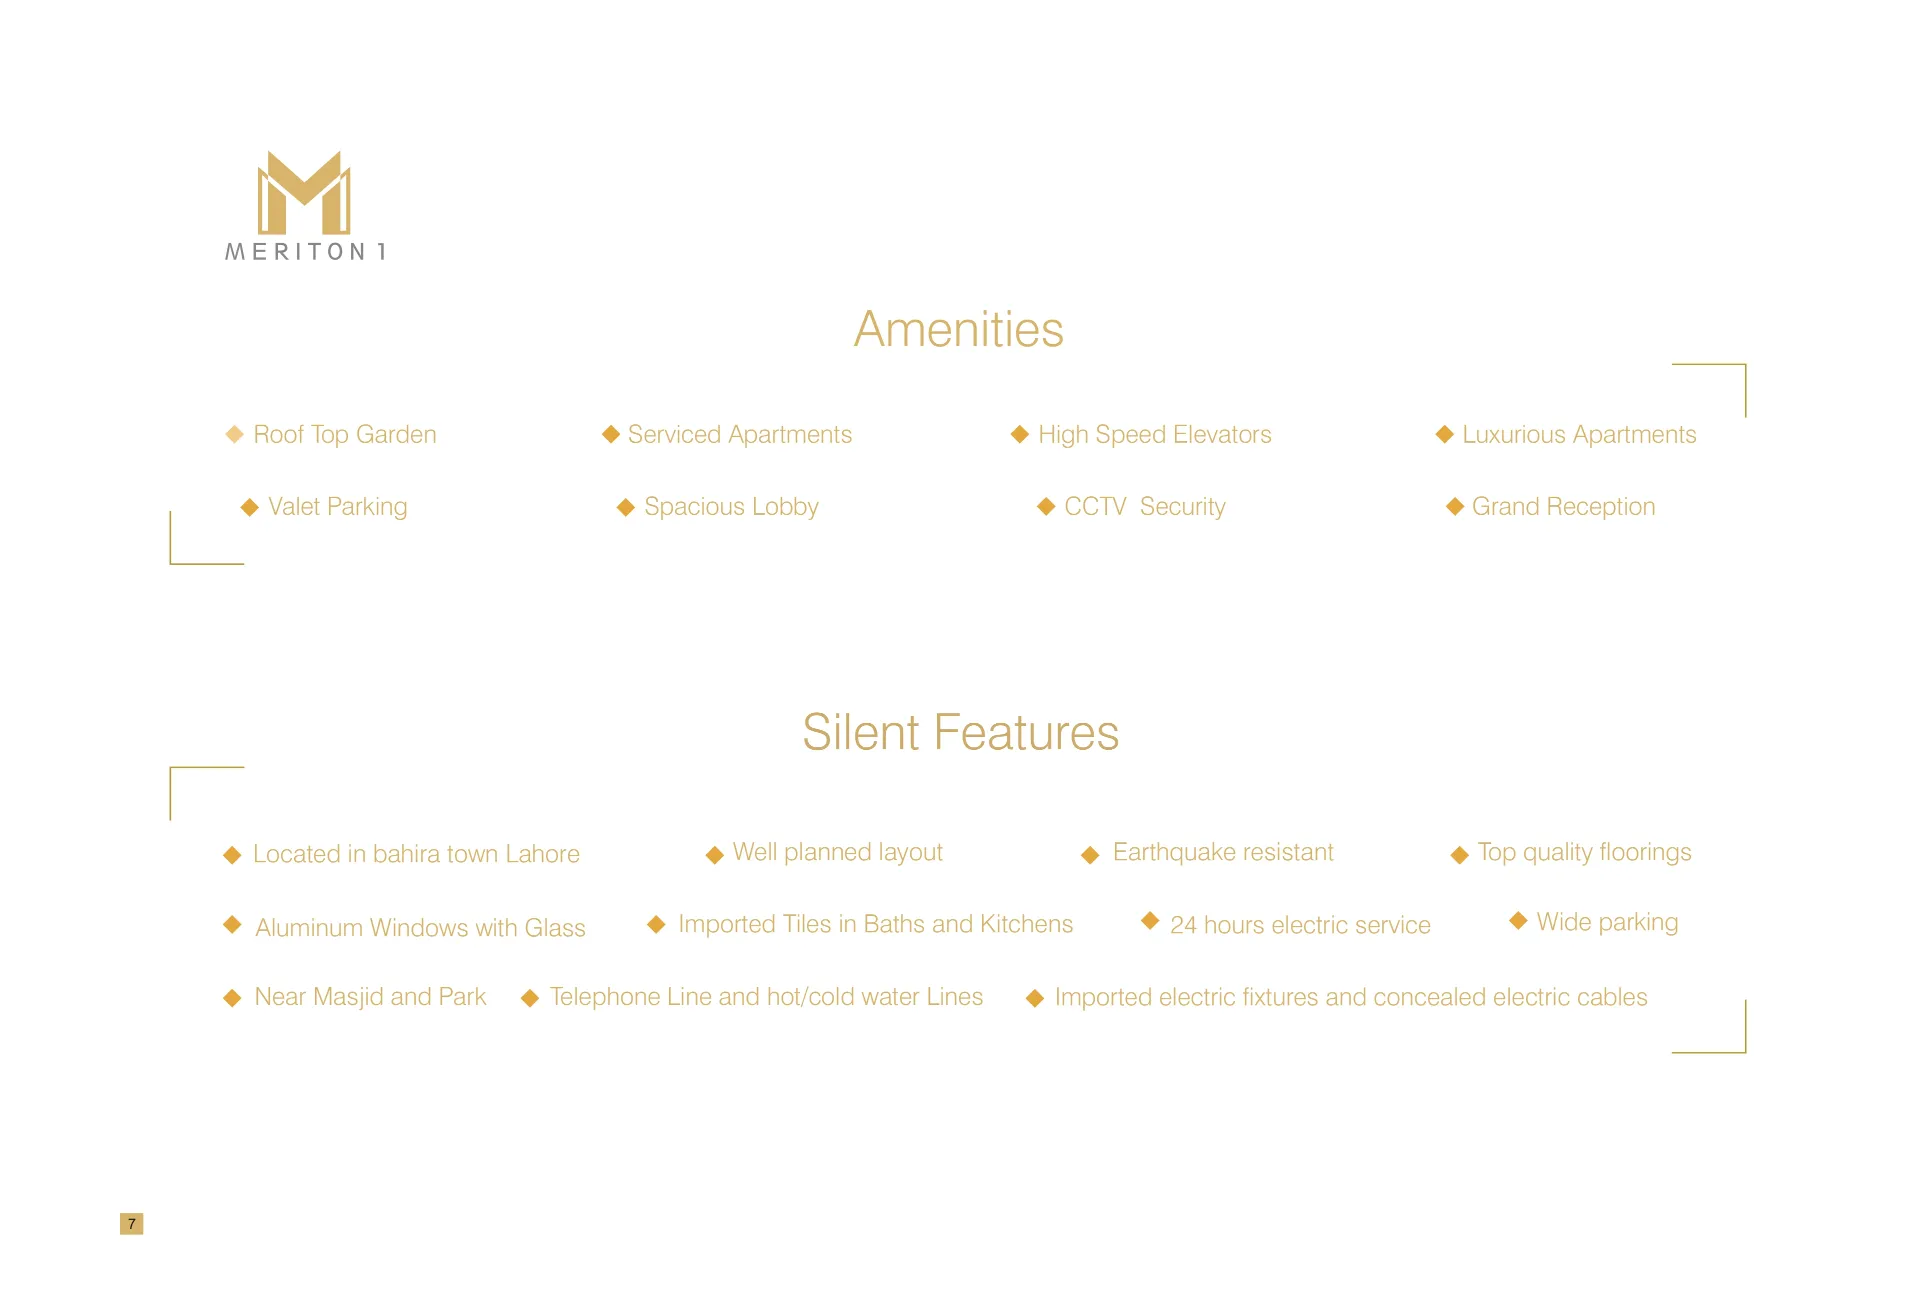 MERITON 1
Amenities
Roof Top Garden Serviced Apartments High Speed Elevators Luxurious Apartments
Valet Parking Spacious Lobby CCTV Security Grand Reception
Silent Features
Located in bahira town Lahore Well planned layout Earthquake resistant Top quality floorings
Aluminum Windows with Glass Imported Tiles in Baths and Kitchens 24 hours electric service Wide parking
Near Masjid and Park Telephone Line and hot/cold water Lines Imported electric fixtures and concealed electric cables
7